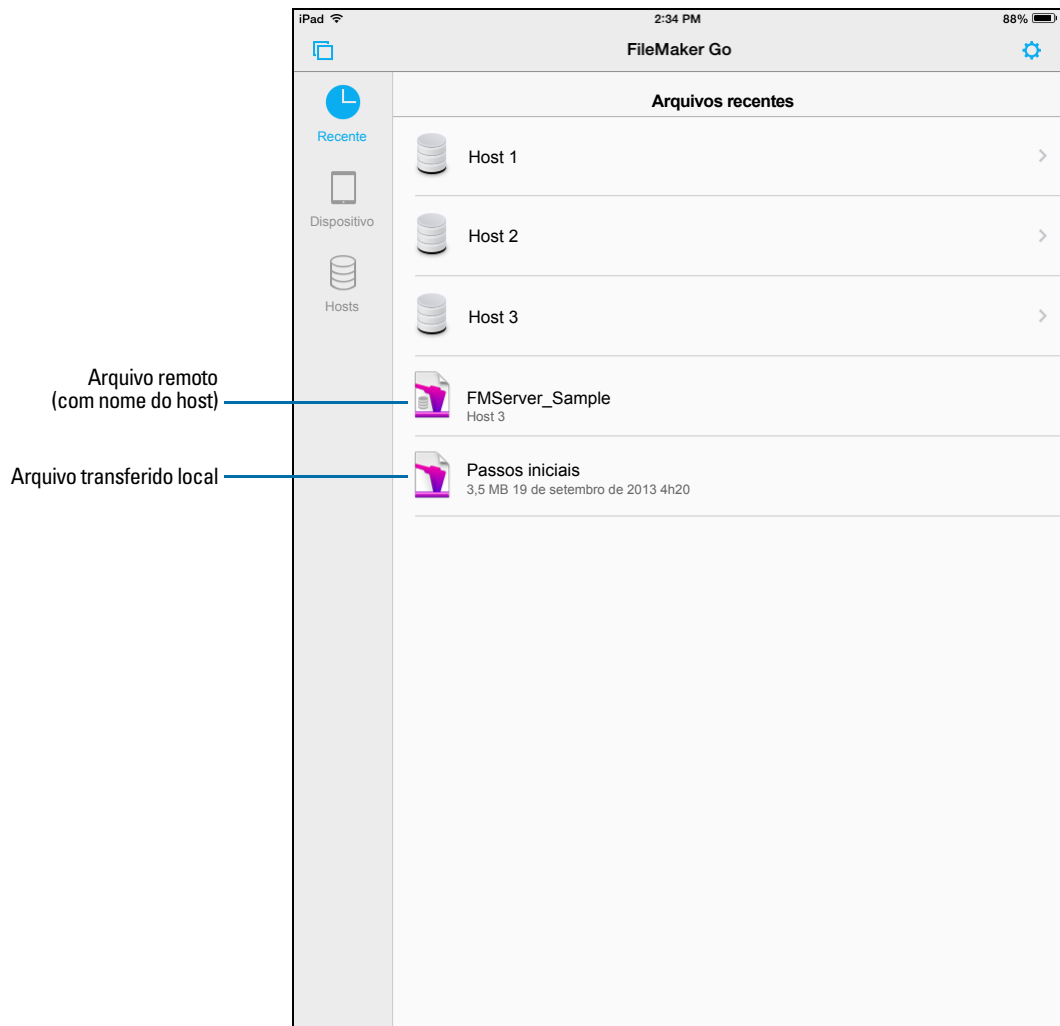 iPad
2:34 PM
88%
FileMaker Go
Recente
Dispositivo
Hosts
Arquivos recentes
Host 1
Host 2
Host 3
FMServer_Sample
Host 3
Passos iniciais
3,5 MB 19 de setembro de 2013 4h20
Arquivo remoto
(com nome do host)
Arquivo transferido local